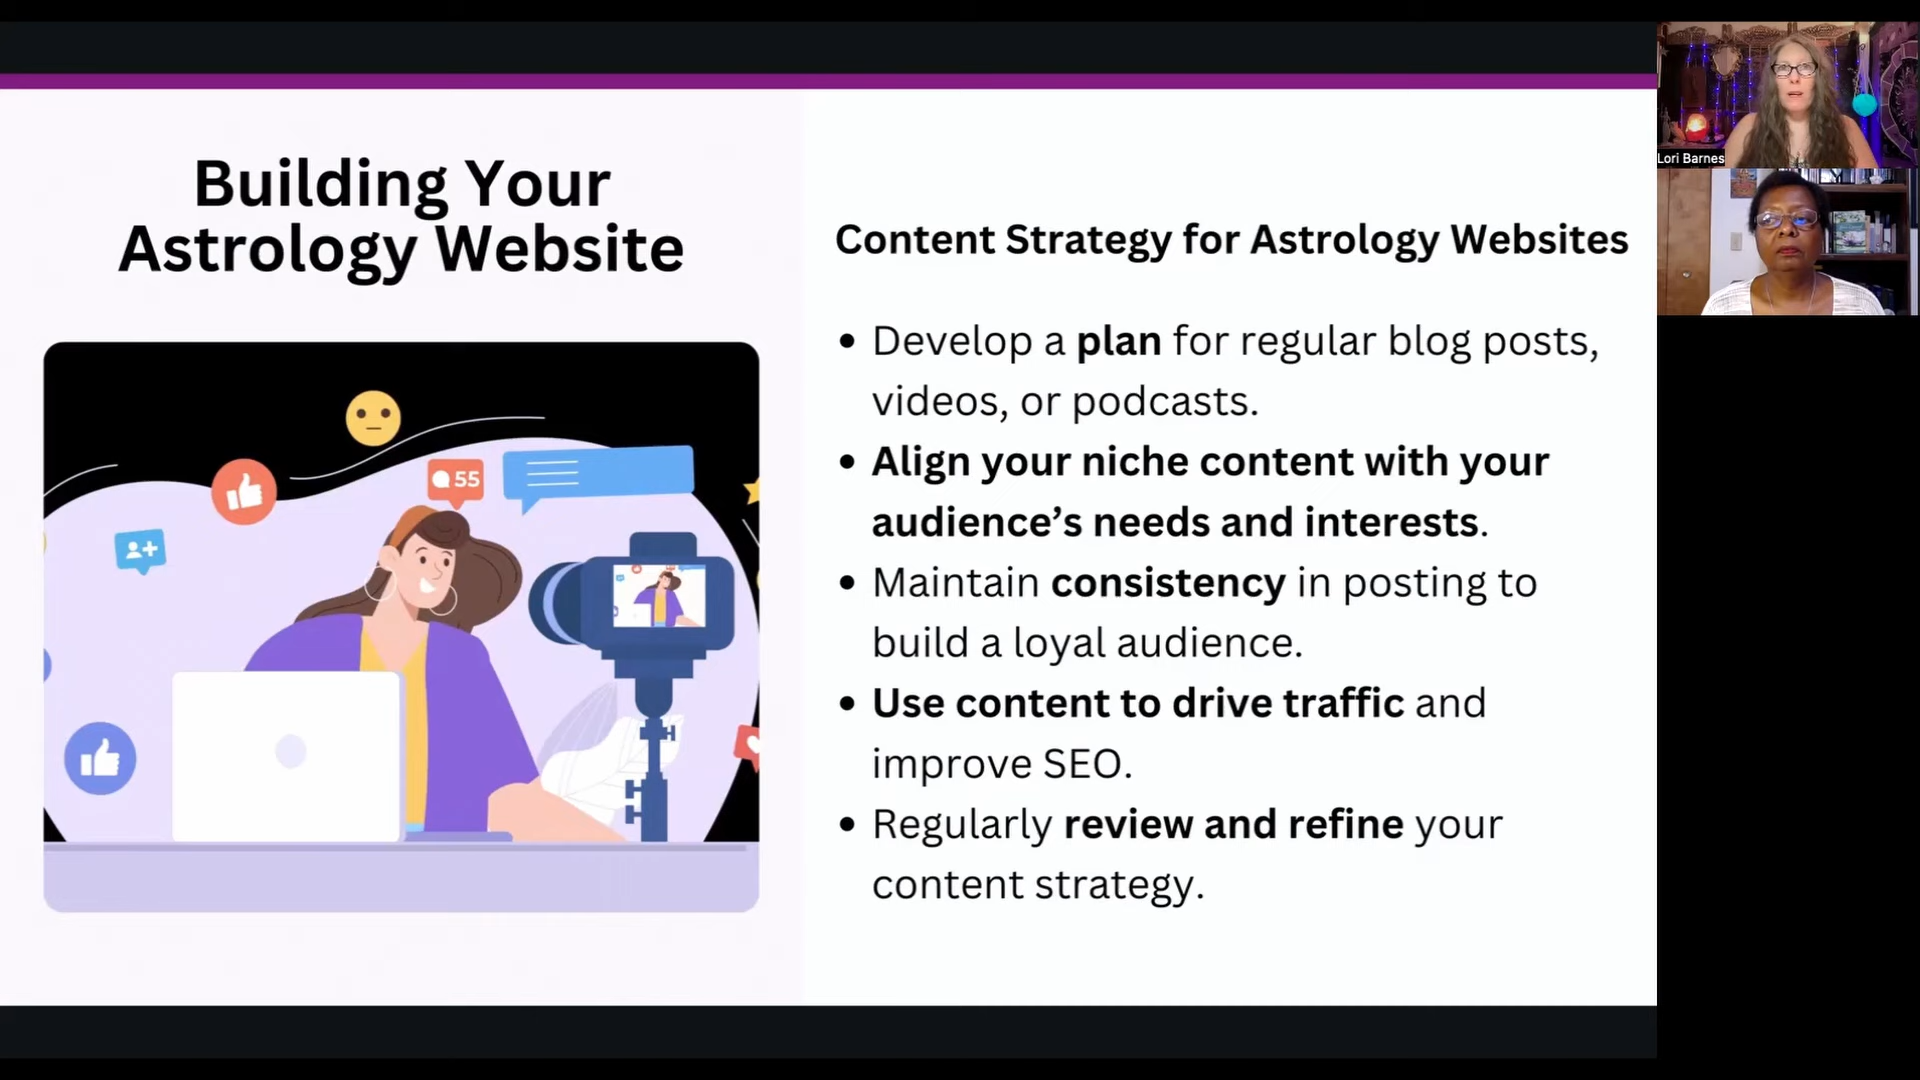 Building Your
Astrology Website
55
Content Strategy for Astrology Websites
• Develop a plan for regular blog posts,
videos, or podcasts.
• Align your niche content with your
audience’s needs and interests.
• Maintain consistency in posting to
build a loyal audience.
• Use content to drive traffic and
improve SEO.
• Regularly review and refine your
content strategy.
Lori Barnes